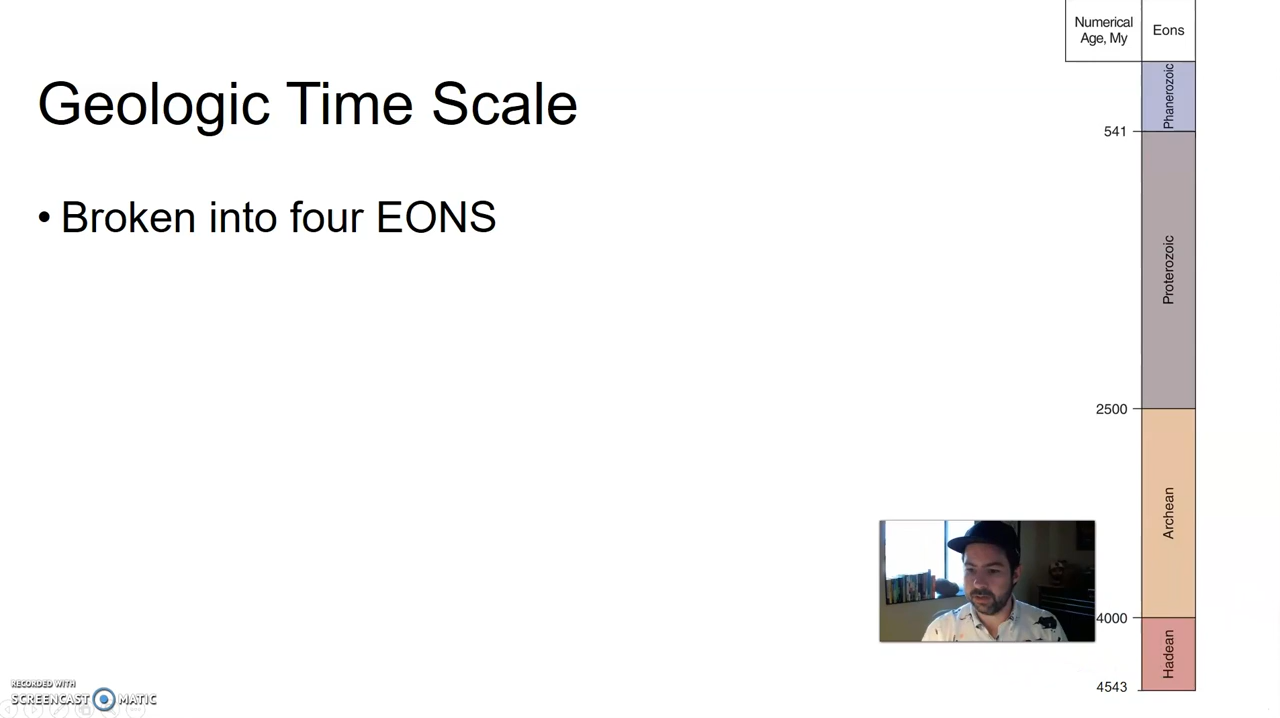 Numerical
Age, My
Eons
Geologic Time Scale
• Broken into four EONS
Phanerozoic
541
Proterozoic
2500
Archean
4000
Hadean
4543
RECORDED WITH
SCREENCAST MATIC